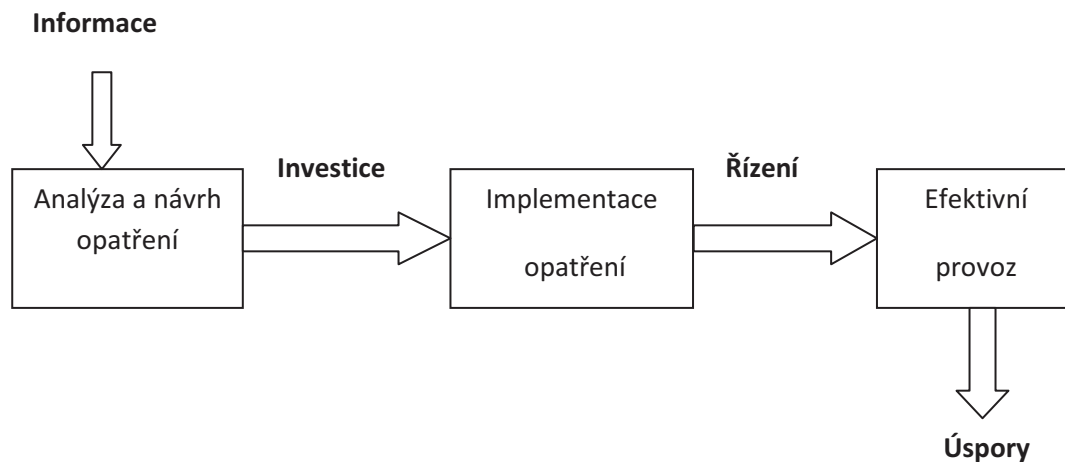 Informace
Analýza a návrh
opatření
Investice
Implementace
opatření
Řízení
Efektivní
provoz
Úspory